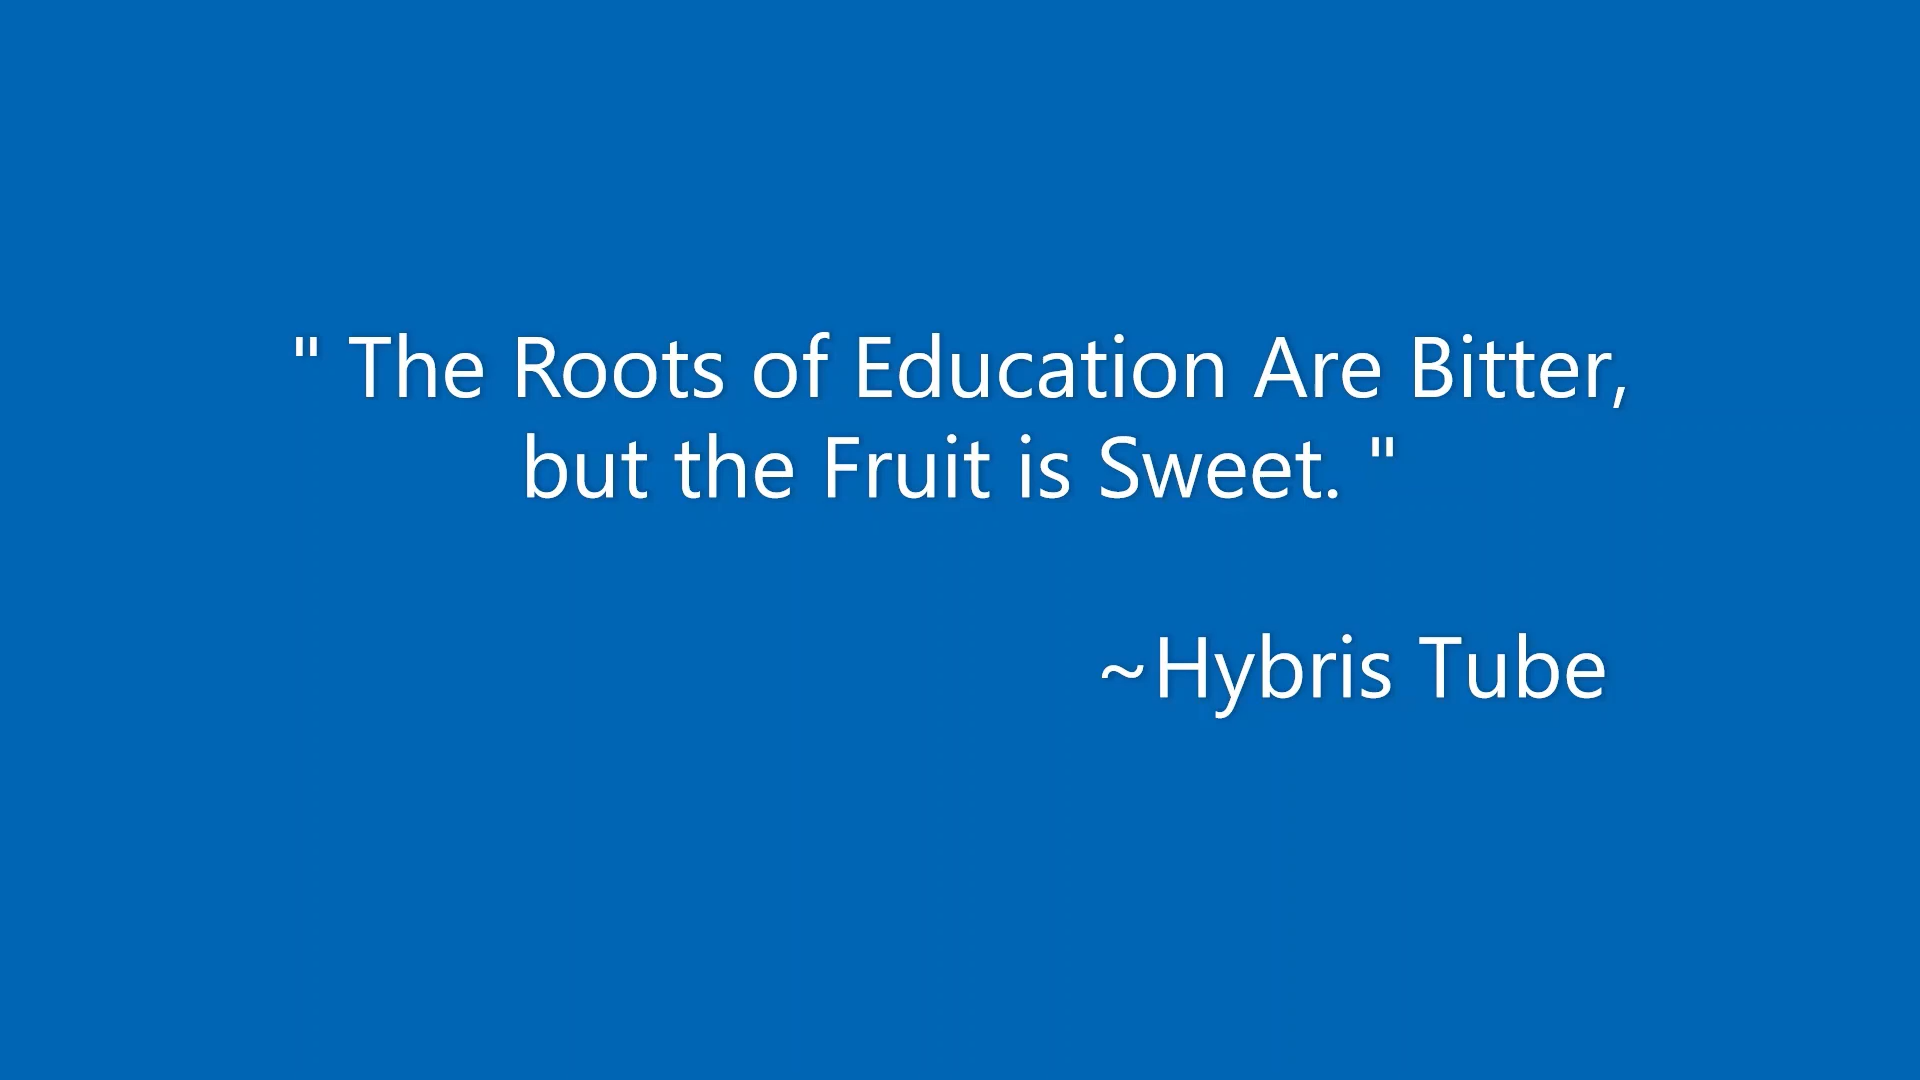 " The Roots of Education Are Bitter,
but the Fruit is Sweet. "
~Hybris Tube